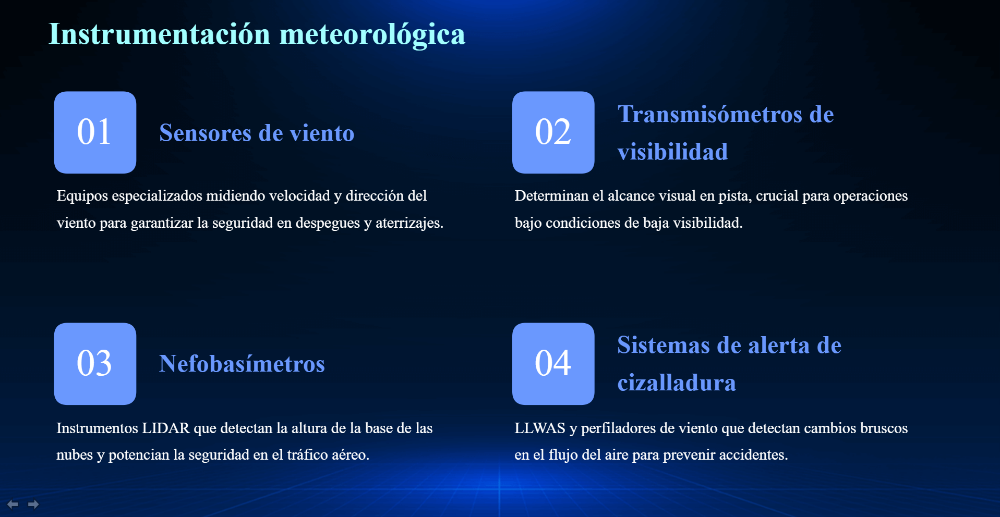 Instrumentación meteorológica
01
Sensores de viento
Equipos especializados midiendo velocidad y dirección del
viento para garantizar la seguridad en despegues y aterrizajes.
02
Transmisómetros de
visibilidad
Determinan el alcance visual en pista, crucial para operaciones
bajo condiciones de baja visibilidad.
03
Nefobasímetros
Instrumentos LIDAR que detectan la altura de la base de las
nubes y potencian la seguridad en el tráfico aéreo.
04
Sistemas de alerta de
cizalladura
LLWAS y perfiladores de viento que detectan cambios bruscos
en el flujo del aire para prevenir accidentes.